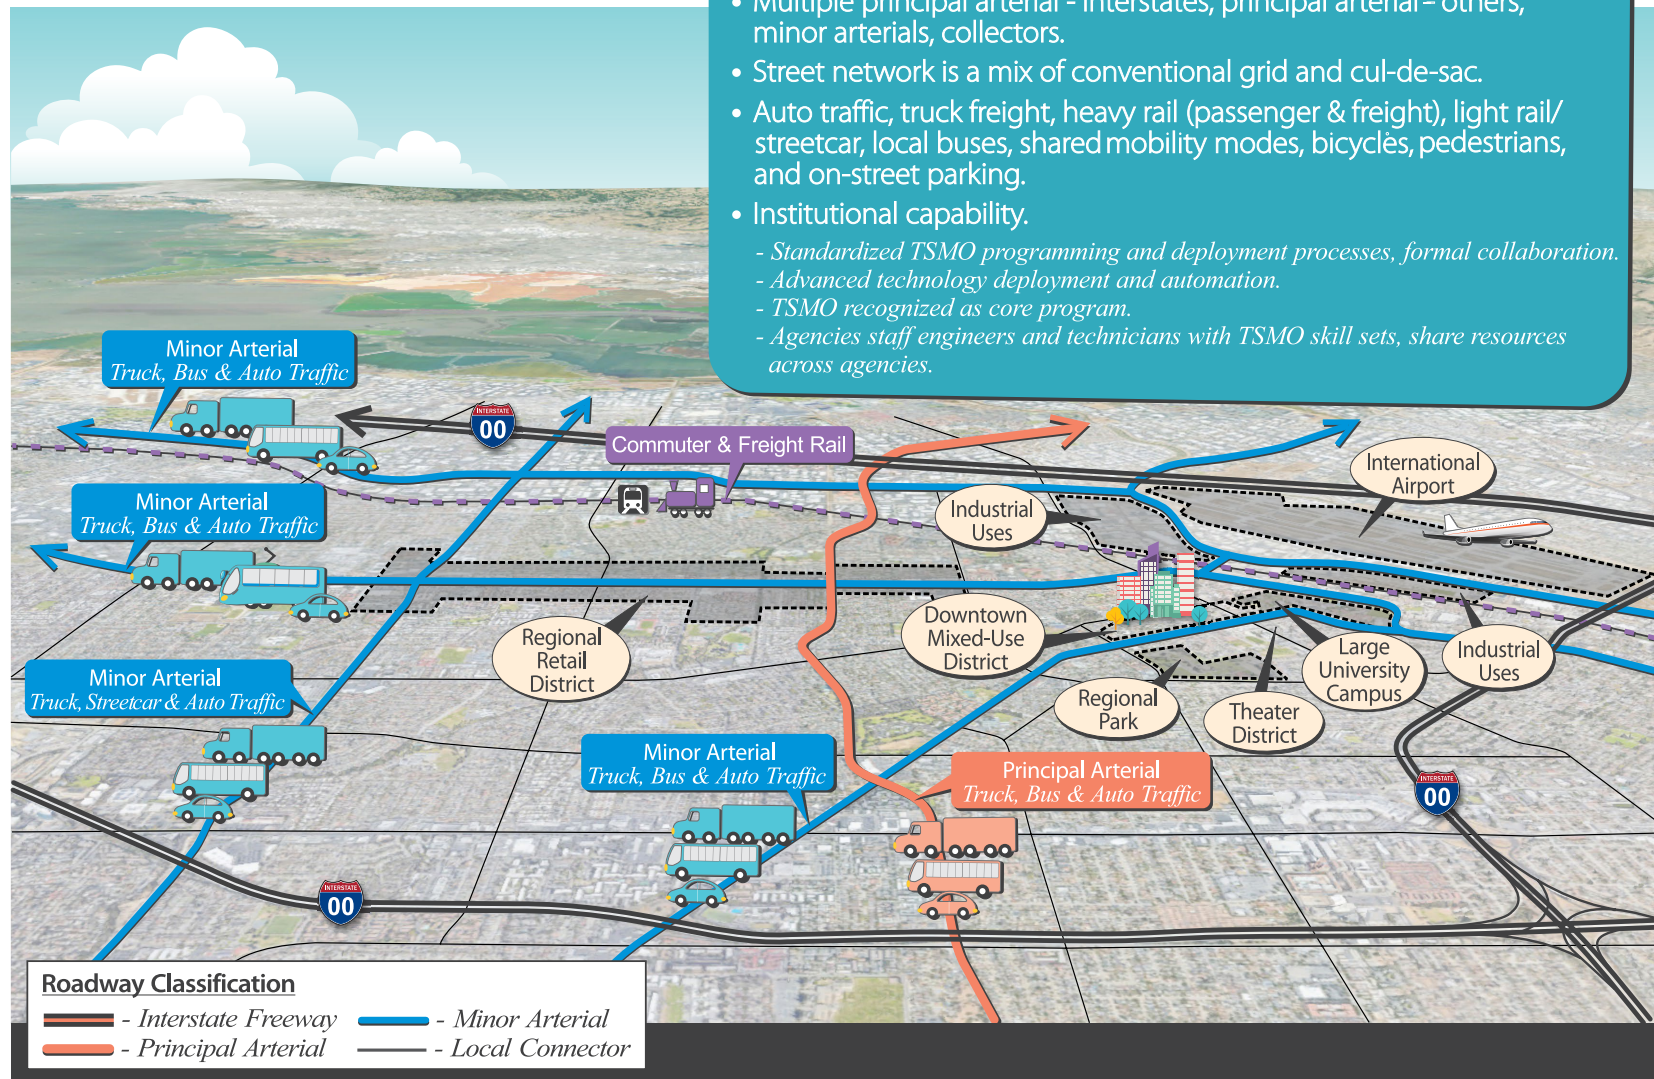 • Multiple principal arterial - interstates, principal arterial - others,
minor arterials, collectors.
• Street network is a mix of conventional grid and cul-de-sac.
• Auto traffic, truck freight, heavy rail (passenger & freight), light rail/
streetcar, local buses, shared mobility modes, bicycles, pedestrians,
and on-street parking.
• Institutional capability.
- Standardized TSMO programming and deployment processes, formal collaboration.
- Advanced technology deployment and automation.
- TSMO recognized as core program.
- Agencies staff engineers and technicians with TSMO skill sets, share resources
across agencies.
Minor Arterial
Truck, Bus & Auto Traffic
INTERSTATE
00
Commuter & Freight Rail
International
Airport
Minor Arterial
Truck, Bus & Auto Traffic
Industrial
Uses
Regional
Retail
District
Downtown
Mixed-Use
District
Large
University
Campus
Industrial
Uses
Minor Arterial
Truck, Streetcar & Auto Traffic
Regional
Park
Theater
District
Minor Arterial
Truck, Bus & Auto Traffic
Principal Arterial
Truck, Bus & Auto Traffic
INTERSTATE
00
INTERSTATE
00
Roadway Classification
- Interstate Freeway
- Minor Arterial
- Principal Arterial
- Local Connector